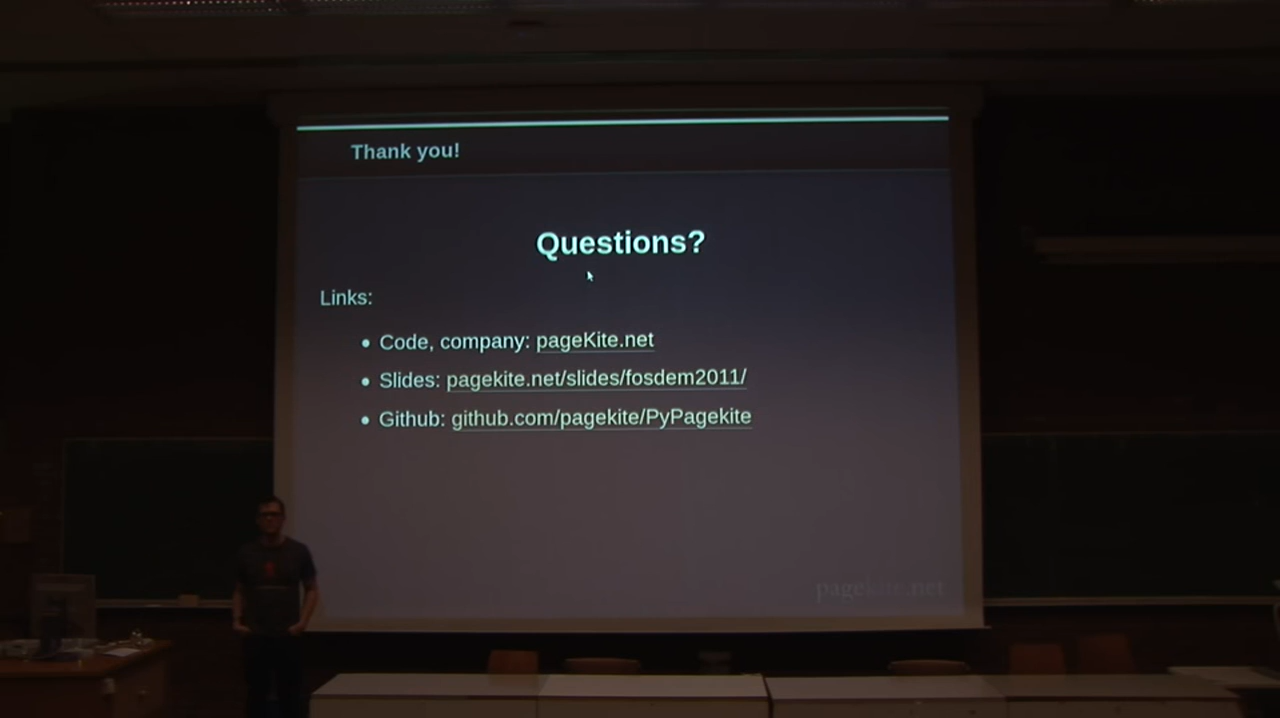 Thank you!
Questions?
Links:
Code, company: pageKite.net
Slides: pagekite.net/slides/fosdem2011/
Github: github.com/pagekite/PyPagekite
pagekite.net